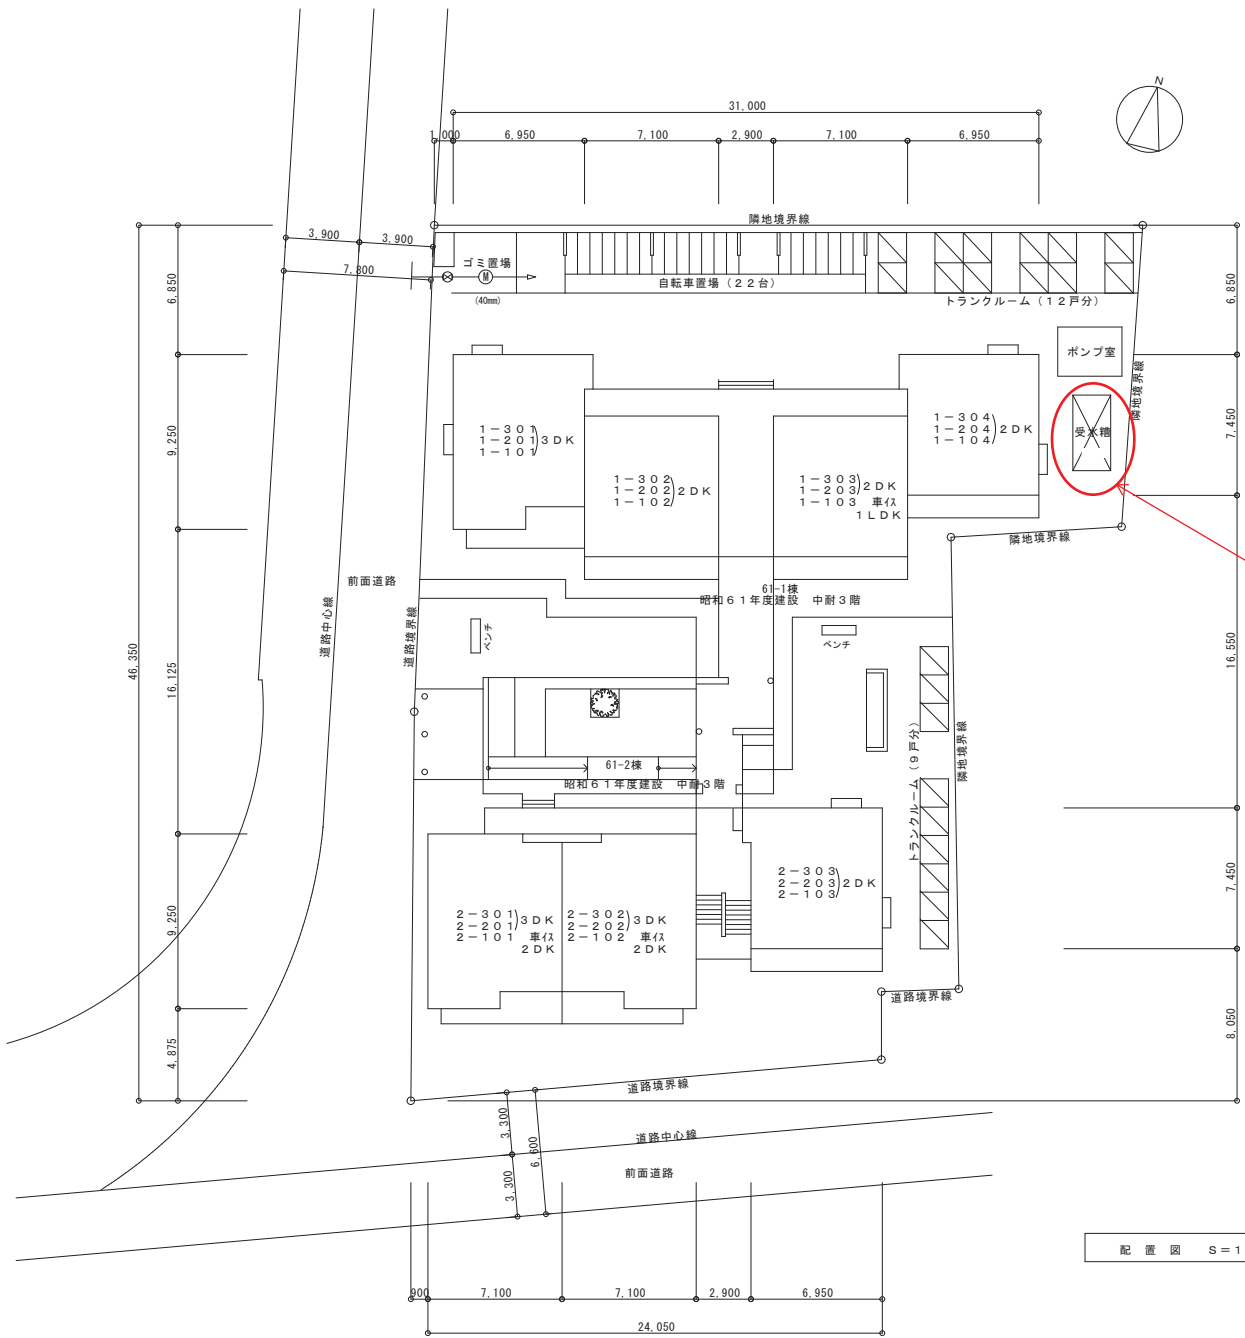 N
31,000
1,000 6,950 7,100 2,900 7,100 6,950
隣地境界線
3,900 3,900
7,800
ゴミ置場
M
(40mm)
自転車置場(22台)
トランクルーム(12戸分)
6,850
6,850
ポンプ室
隣地境界線
受水槽
7,450
9,250
1-301
1-201 3DK
1-101
1-302
1-202 2DK
1-102
1-303
1-203 2DK
1-103 車イス
1LDK
1-304
1-204 2DK
1-104
隣地境界線
前面道路
61-1棟
昭和61年度建設 中耐3階
道路中心線
道路境界線
ベンチ
ベンチ
46,350
16,125
16,550
トランクルーム(9戸分)
隣地境界線
61-2棟
昭和61年度建設 中耐3階
2-301
2-201 3DK
2-101 車イス
2DK
2-302
2-202 3DK
2-102 車イス
2DK
2-303
2-203 2DK
2-103
9,250
7,450
道路境界線
4,875
8,050
道路境界線
3,300
6,600
3,300
道路中心線
前面道路
配置図 S=1
900 7,100 7,100 2,900 6,950
24,050